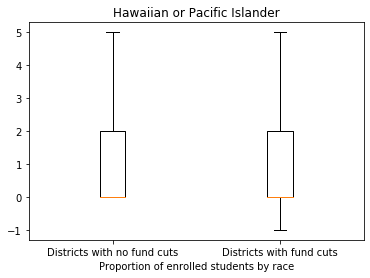 Hawaiian or Pacific Islander
5
4
3
2
1
0
−1
Districts with no fund cuts
Districts with fund cuts
Proportion of enrolled students by race